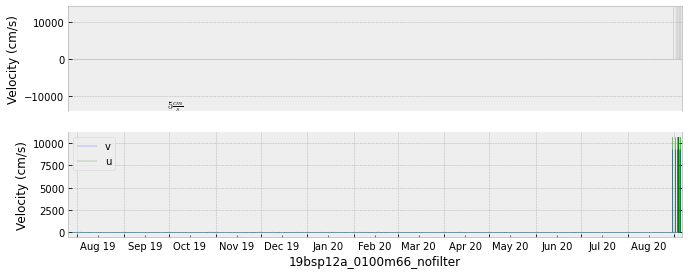 Velocity (cm/s)
10000
0
−10000
5 cm/s
Velocity (cm/s)
10000
7500
5000
2500
0
v
u
Aug 19 Sep 19 Oct 19 Nov 19 Dec 19 Jan 20 Feb 20 Mar 20 Apr 20 May 20 Jun 20 Jul 20 Aug 20
19bsp12a_0100m66_nofilter